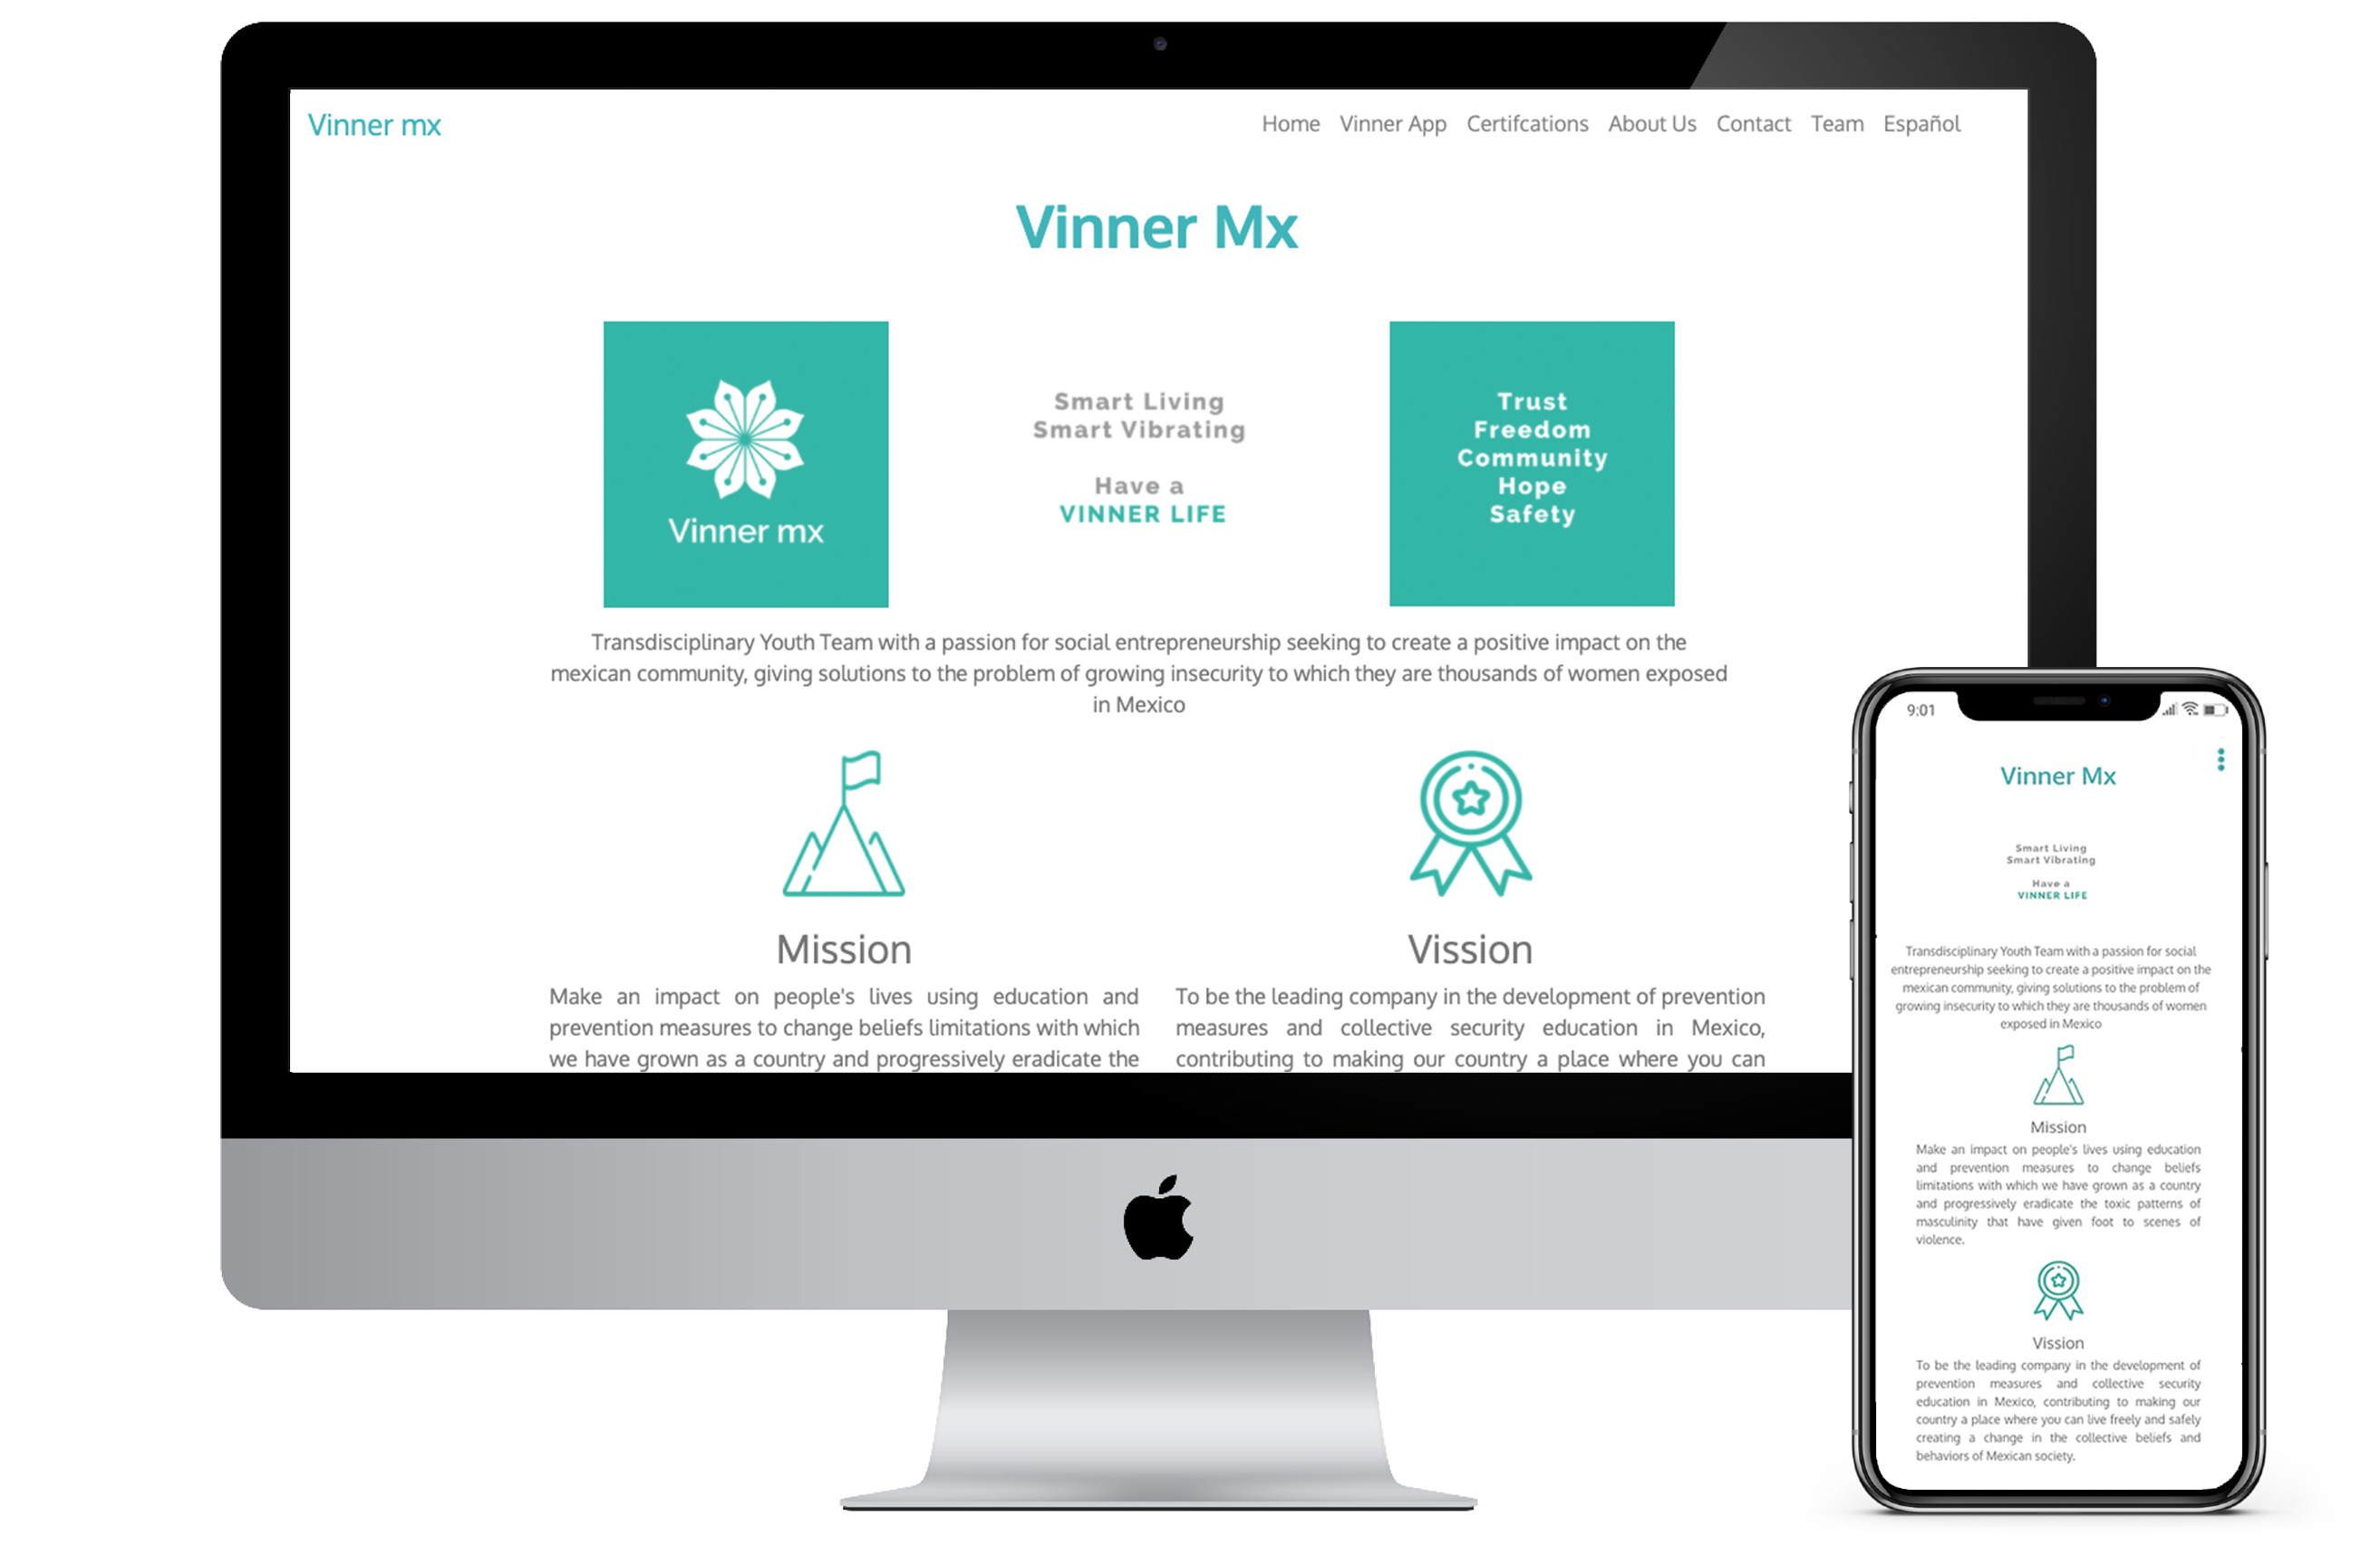 Vinner mx
Home Vinner App Certifcations About Us Contact Team Español
Vinner Mx
Vinner mx
Smart Living
Smart Vibrating
Have a
VINNER LIFE
Trust
Freedom
Community
Hope
Safety
Transdisciplinary Youth Team with a passion for social entrepreneurship seeking to create a positive impact on the
mexican community, giving solutions to the problem of growing insecurity to which they are thousands of women exposed
in Mexico
Mission
Make an impact on people's lives using education and
prevention measures to change beliefs limitations with which
we have grown as a country and progressively eradicate the
Vission
To be the leading company in the development of prevention
measures and collective security education in Mexico,
contributing to making our country a place where you can
9:01
Vinner Mx
Smart Living
Smart Vibrating
Have a
VINNER LIFE
Transdisciplinary Youth Team with a passion for social
entrepreneurship seeking to create a positive impact on the
mexican community, giving solutions to the problem of
growing insecurity to which they are thousands of women
exposed in Mexico
Mission
Make an impact on people's lives using education
and prevention measures to change beliefs
limitations with which we have grown as a country
and progressively eradicate the toxic patterns of
masculinity that have given foot to scenes of
violence.
Vission
To be the leading company in the development of
prevention measures and collective security
education in Mexico, contributing to making our
country a place where you can live freely and safely
creating a change in the collective beliefs and
behaviors of Mexican society.